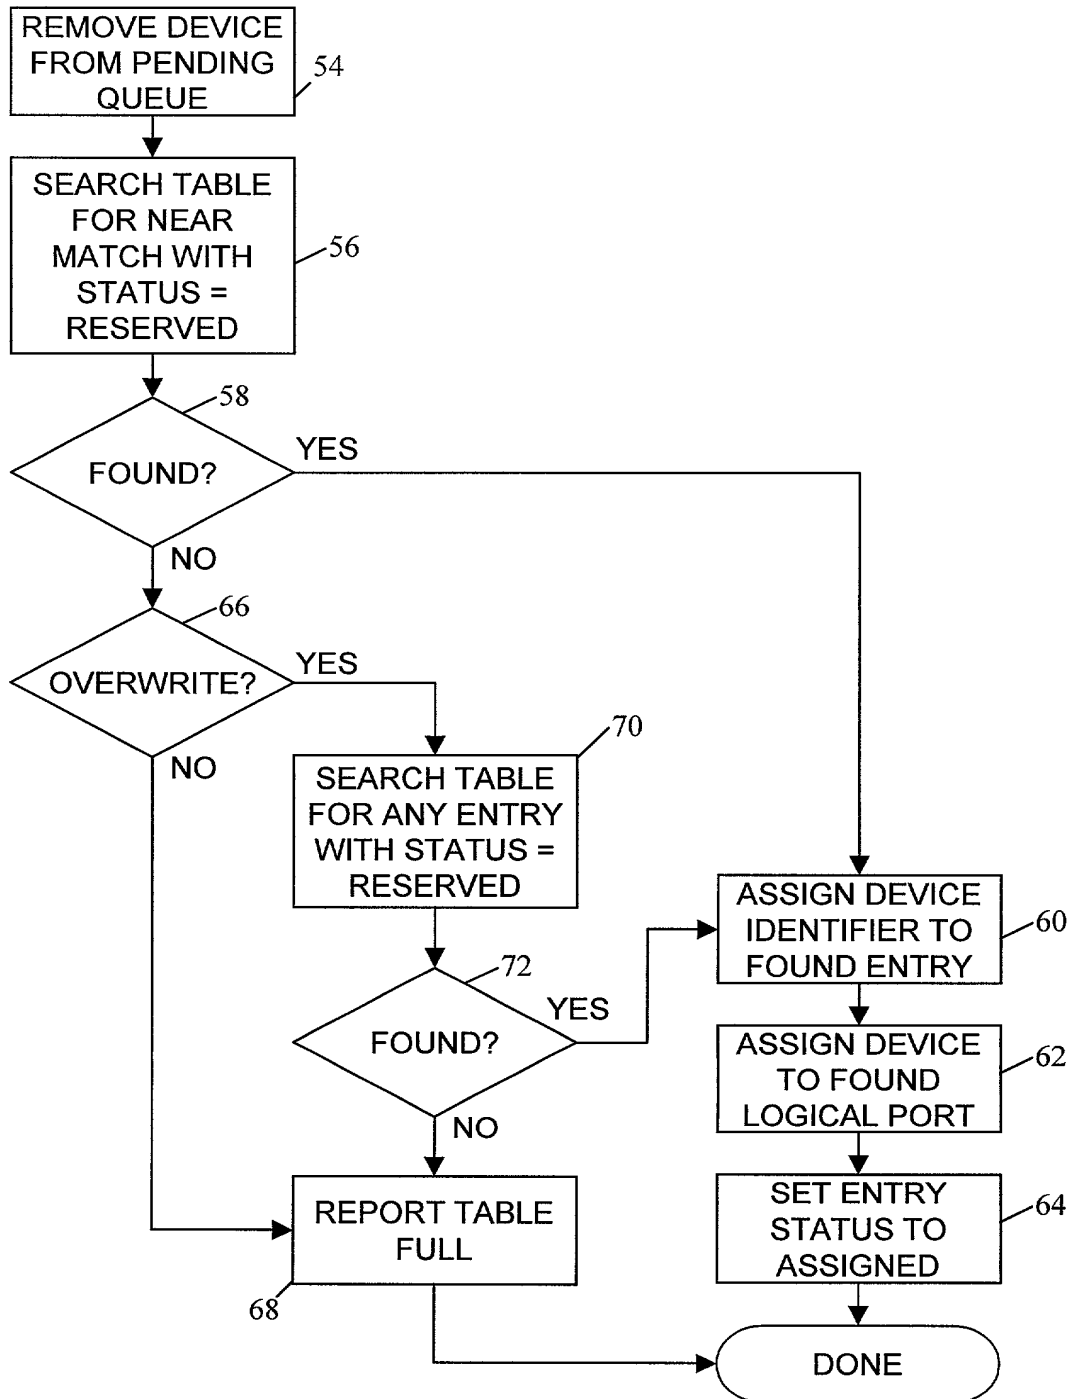 REMOVE DEVICE
FROM PENDING
QUEUE
54
SEARCH TABLE
FOR NEAR
MATCH WITH
STATUS =
RESERVED
56
58
FOUND?
YES
NO
66
OVERWRITE?
YES
NO
70
SEARCH TABLE
FOR ANY ENTRY
WITH STATUS =
RESERVED
72
FOUND?
YES
NO
REPORT TABLE
FULL
68
ASSIGN DEVICE
IDENTIFIER TO
FOUND ENTRY
60
ASSIGN DEVICE
TO FOUND
LOGICAL PORT
62
SET ENTRY
STATUS TO
ASSIGNED
64
DONE